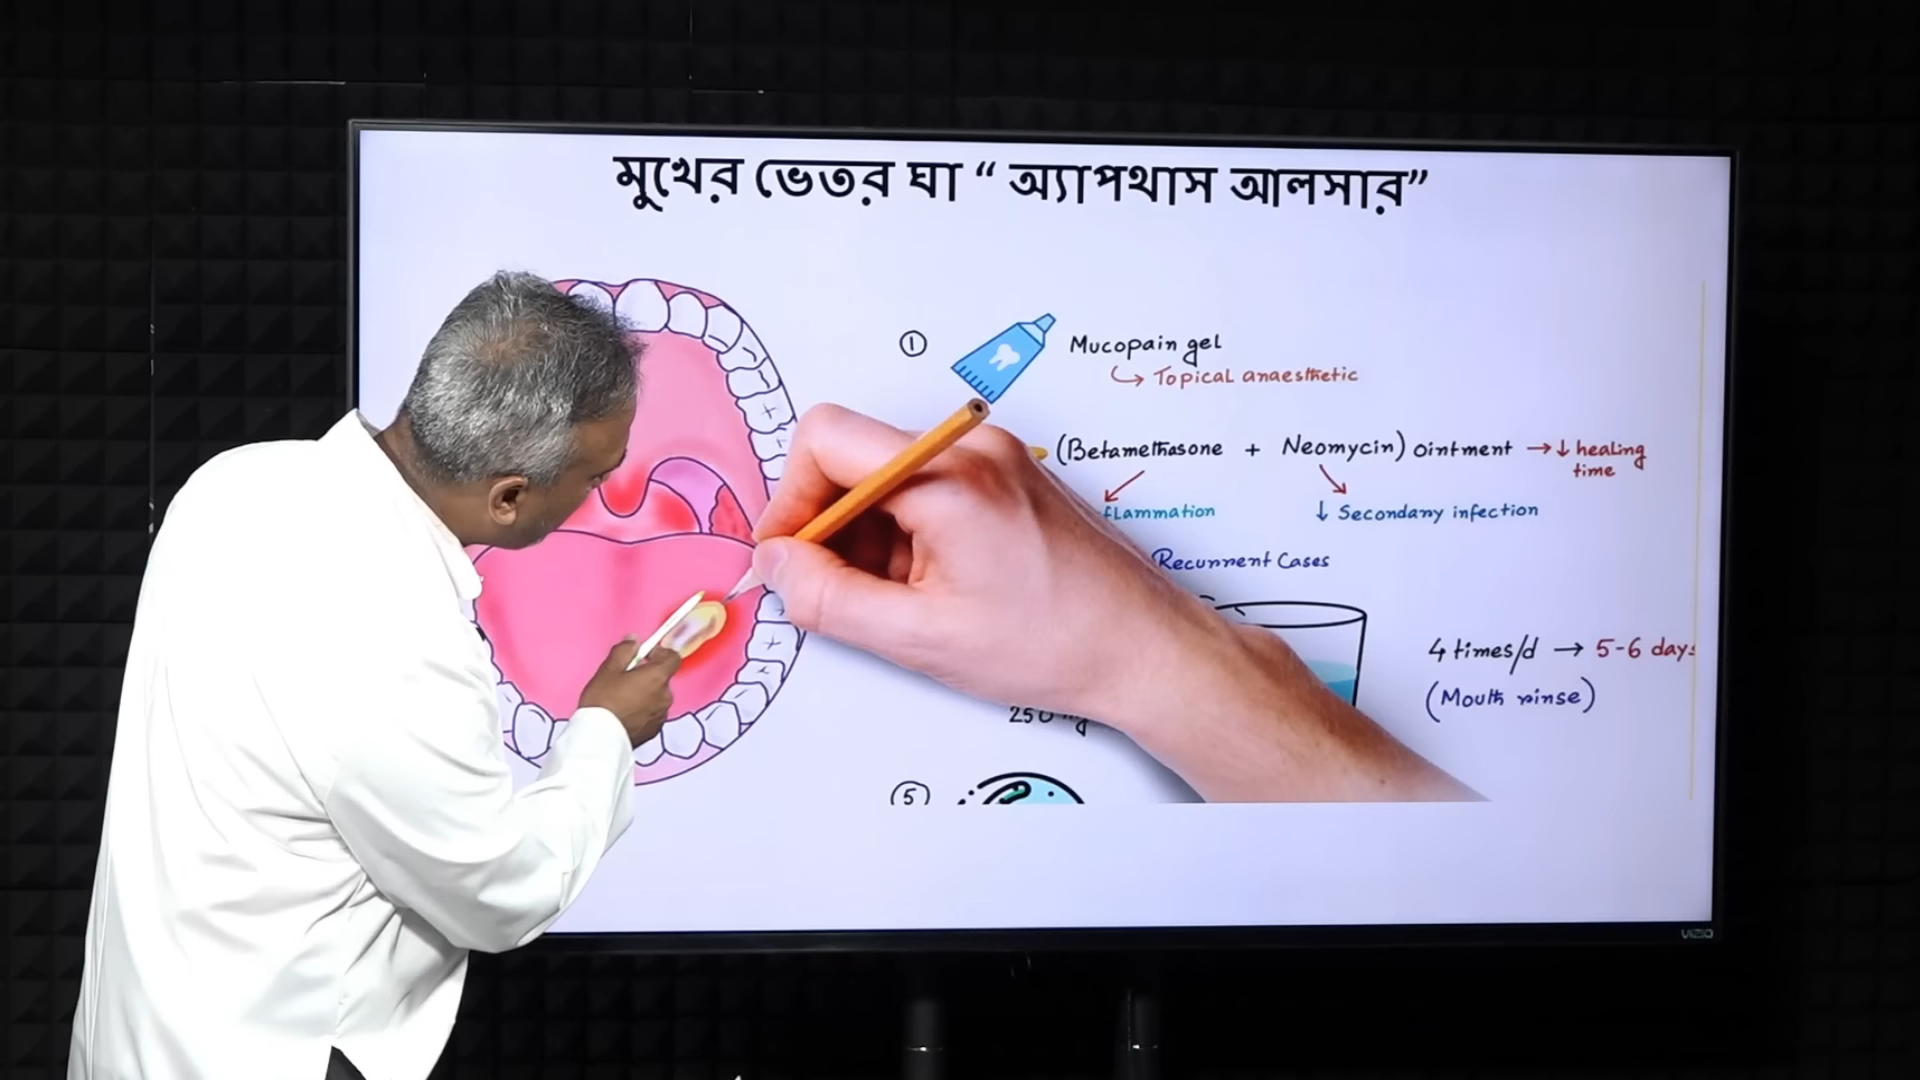 মুখের ভেতর ঘা “ অ্যাপথাস আলসার”
① Mucopain gel
↳ Topical anaesthetic
(Betamethasone + Neomycin) ointment → ↓ healing time
flammation
↓ Secondary infection
Recurrent Cases
4 times/d → 5-6 days
(Mouth rinse)
250 mg
⑤
VIZIO